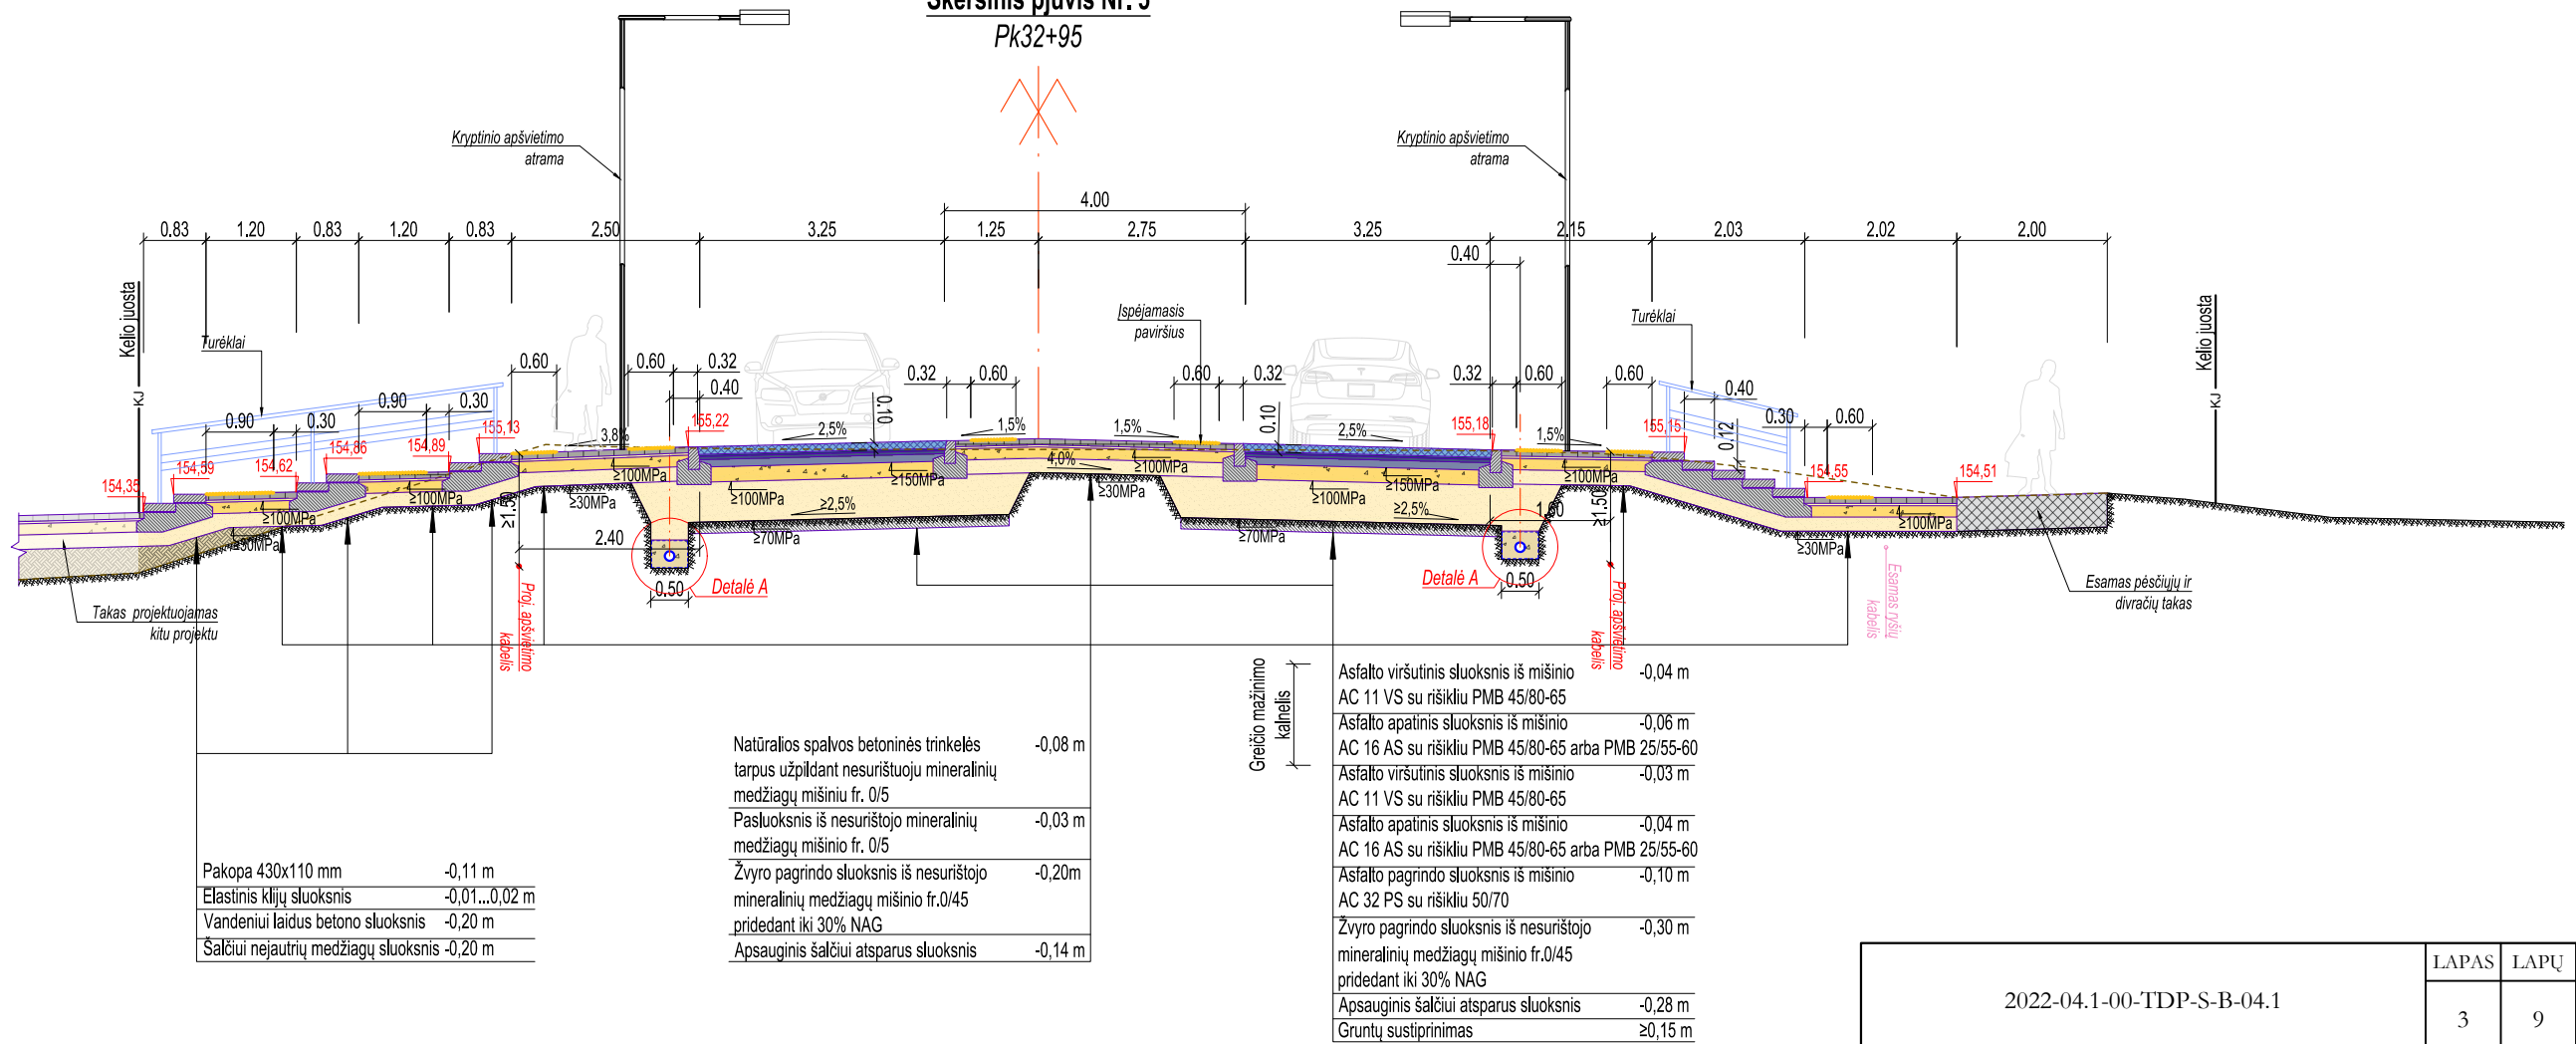 Skersinis pjūvis Nr. 5
Pk32+95
Kryptinio apšvietimo
atrama
Kryptinio apšvietimo
atrama
4.00
0.83 1.20 0.83 1.20 0.83 2.50 3.25 1.25 2.75 3.25 2.15 2.03 2.02 2.00
0.40
Kelio juosta
KJ
Turėklai
Įspėjamasis
paviršius
Turėklai
Kelio juosta
KJ
0.60 0.60 0.32
0.40
0.32 0.60
0.60 0.32
0.32 0.60 0.60
0.40
0.90 0.30
0.90 0.30
0.30 0.60
0.10
0.10
0.12
154,35
154,59
154,62
154,86
154,89
155,13
155,22
155,18
155,15
154,55
154,51
3,8%
2,5%
1,5%
1,5%
2,5%
1,5%
4,0%
≥2,5%
≥2,5%
≥100MPa
≥30MPa
≥100MPa
≥100MPa
≥30MPa
≥100MPa
≥150MPa
≥70MPa
≥100MPa
≥30MPa
≥100MPa
≥150MPa
≥70MPa
≥100MPa
≥30MPa
≥100MPa
≥1.50
2.40
0.50
Detalė A
≥1.50
1.60
0.50
Detalė A
Proj. apšvietimo
kabelis
Proj. apšvietimo
kabelis
Esamas ryšių
kabelis
Esamas pėsčiųjų ir
divračių takas
Takas projektuojamas
kitu projektu
Pakopa 430x110 mm -0,11 m
Elastinis klijų sluoksnis -0,01...0,02 m
Vandeniui laidus betono sluoksnis -0,20 m
Šalčiui nejautrių medžiagų sluoksnis -0,20 m
Natūralios spalvos betoninės trinkelės -0,08 m
tarpus užpildant nesurištuoju mineralinių
medžiagų mišiniu fr. 0/5
Pasluoksnis iš nesurištojo mineralinių -0,03 m
medžiagų mišinio fr. 0/5
Žvyro pagrindo sluoksnis iš nesurištojo -0,20m
mineralinių medžiagų mišinio fr.0/45
pridedant iki 30% NAG
Apsauginis šalčiui atsparus sluoksnis -0,14 m
Greičio mažinimo
kalnelis
Asfalto viršutinis sluoksnis iš mišinio -0,04 m
AC 11 VS su rišikliu PMB 45/80-65
Asfalto apatinis sluoksnis iš mišinio -0,06 m
AC 16 AS su rišikliu PMB 45/80-65 arba PMB 25/55-60
Asfalto viršutinis sluoksnis iš mišinio -0,03 m
AC 11 VS su rišikliu PMB 45/80-65
Asfalto apatinis sluoksnis iš mišinio -0,04 m
AC 16 AS su rišikliu PMB 45/80-65 arba PMB 25/55-60
Asfalto pagrindo sluoksnis iš mišinio -0,10 m
AC 32 PS su rišikliu 50/70
Žvyro pagrindo sluoksnis iš nesurištojo -0,30 m
mineralinių medžiagų mišinio fr.0/45
pridedant iki 30% NAG
Apsauginis šalčiui atsparus sluoksnis -0,28 m
Gruntų sustiprinimas ≥0,15 m
2022-04.1-00-TDP-S-B-04.1
LAPAS LAPŲ
3 9